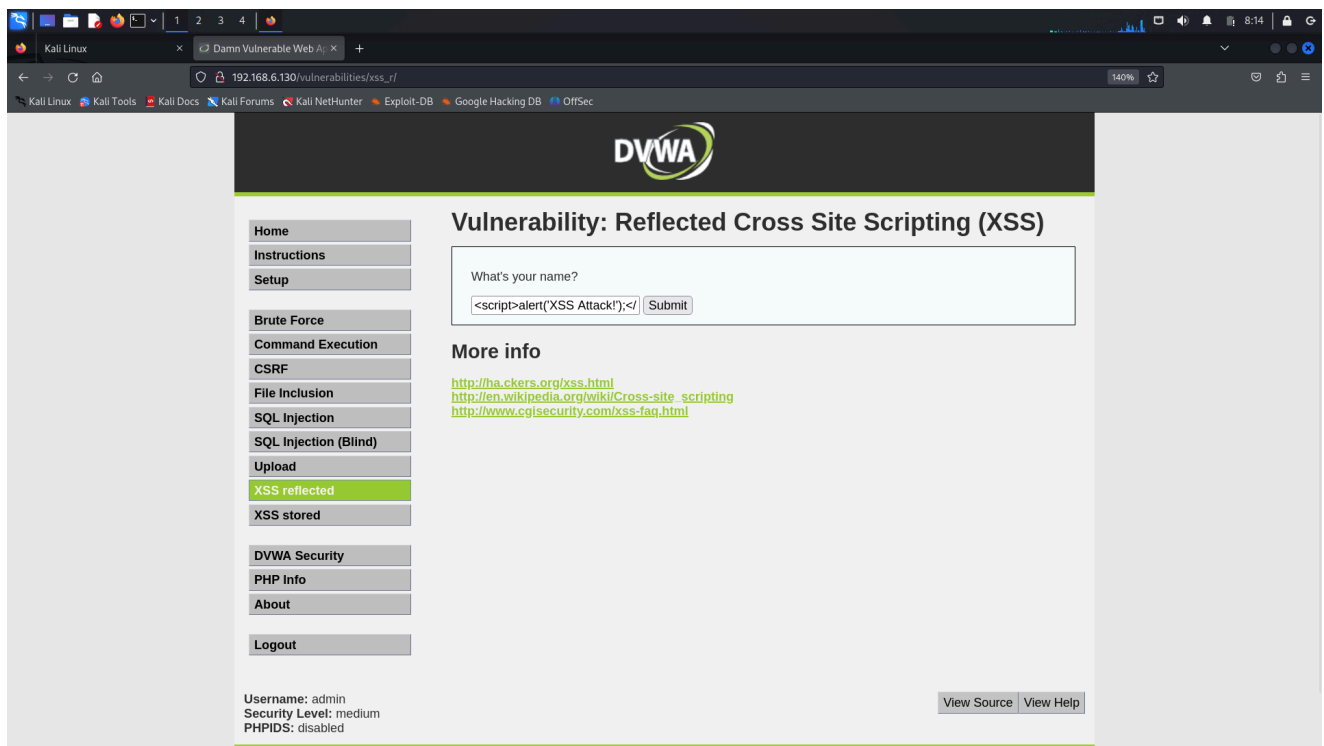 1 2 3 4
8:14
Kali Linux
Damn Vulnerable Web Ap
192.168.6.130/vulnerabilities/xss_r/
140%
Kali Linux Kali Tools Kali Docs Kali Forums Kali NetHunter Exploit-DB Google Hacking DB OffSec
DVWA
Vulnerability: Reflected Cross Site Scripting (XSS)
Home
Instructions
Setup
Brute Force
Command Execution
CSRF
File Inclusion
SQL Injection
SQL Injection (Blind)
Upload
XSS reflected
XSS stored
DVWA Security
PHP Info
About
Logout
What's your name?
<script>alert('XSS Attack!');</ Submit
More info
http://ha.ckers.org/xss.html
http://en.wikipedia.org/wiki/Cross-site_scripting
http://www.cgisecurity.com/xss-faq.html
Username: admin
Security Level: medium
PHPIDS: disabled
View Source View Help